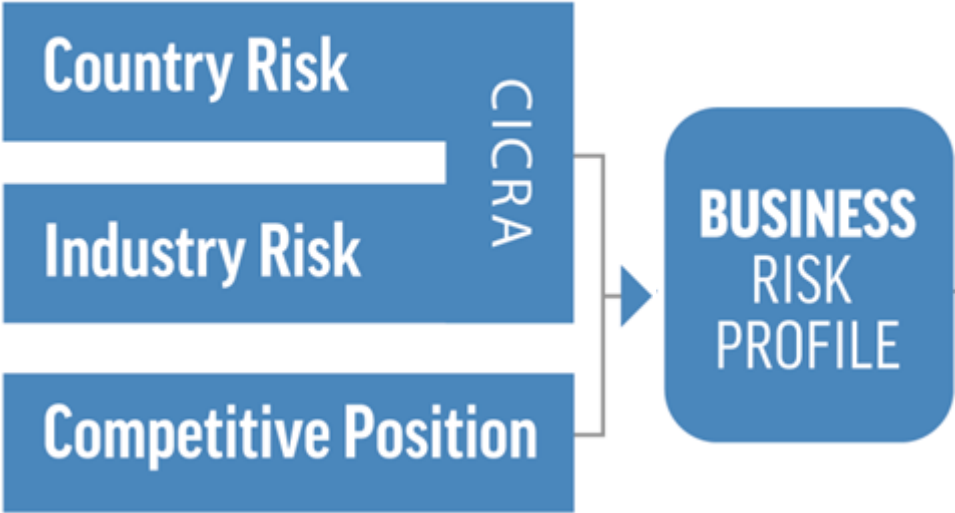 Country Risk
CICRA
Industry Risk
Competitive Position
BUSINESS
RISK
PROFILE